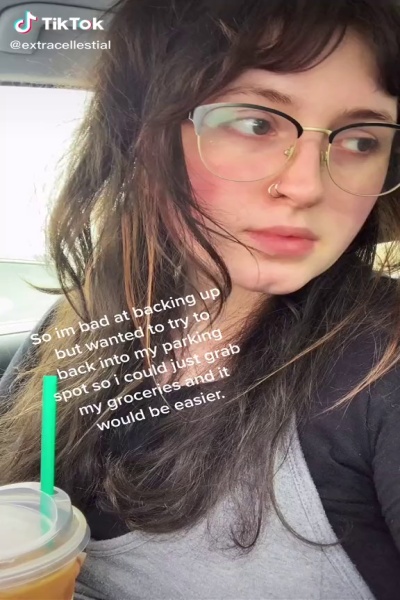 TikTok
@extracellestial
So im bad at backing up
but wanted to try to
back into my parking
spot so i could just grab
my groceries and it
would be easier.